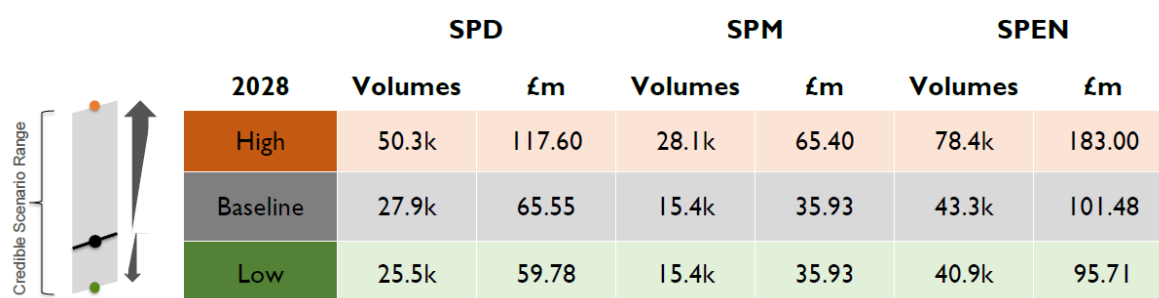 SPD SPM SPEN
2028 Volumes £m Volumes £m Volumes £m
High 50.3k 117.60 28.1k 65.40 78.4k 183.00
Baseline 27.9k 65.55 15.4k 35.93 43.3k 101.48
Low 25.5k 59.78 15.4k 35.93 40.9k 95.71
Credible Scenario Range